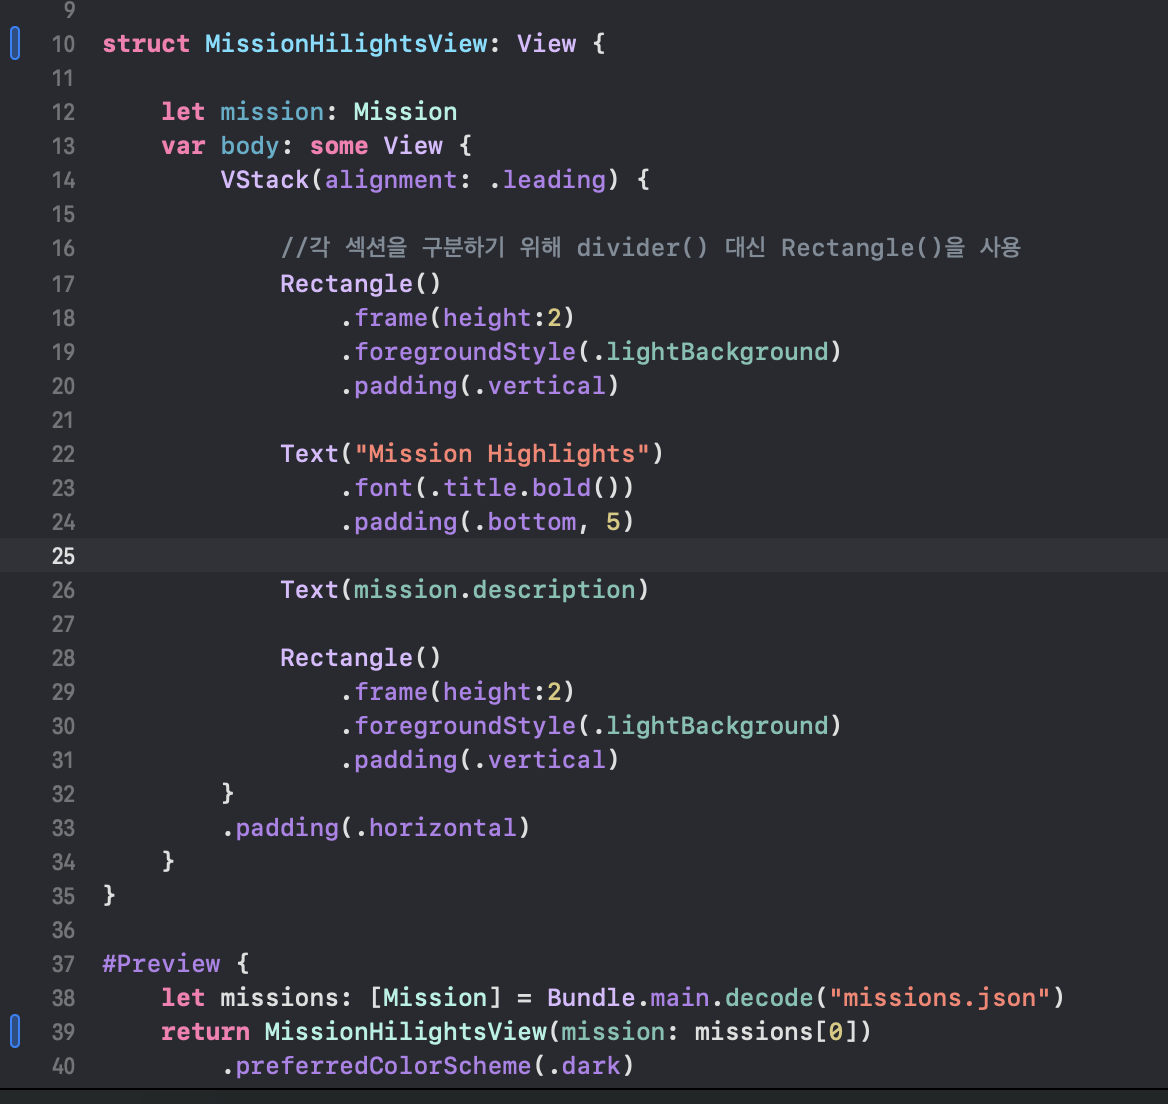 9
10 struct MissionHilightsView: View {
11
12     let mission: Mission
13     var body: some View {
14         VStack(alignment: .leading) {
15
16             //각 섹션을 구분하기 위해 divider() 대신 Rectangle()을 사용
17             Rectangle()
18                 .frame(height:2)
19                 .foregroundStyle(.lightBackground)
20                 .padding(.vertical)
21
22             Text("Mission Highlights")
23                 .font(.title.bold())
24                 .padding(.bottom, 5)
25
26             Text(mission.description)
27
28             Rectangle()
29                 .frame(height:2)
30                 .foregroundStyle(.lightBackground)
31                 .padding(.vertical)
32         }
33         .padding(.horizontal)
34     }
35 }
36
37 #Preview {
38     let missions: [Mission] = Bundle.main.decode("missions.json")
39     return MissionHilightsView(mission: missions[0])
40         .preferredColorScheme(.dark)